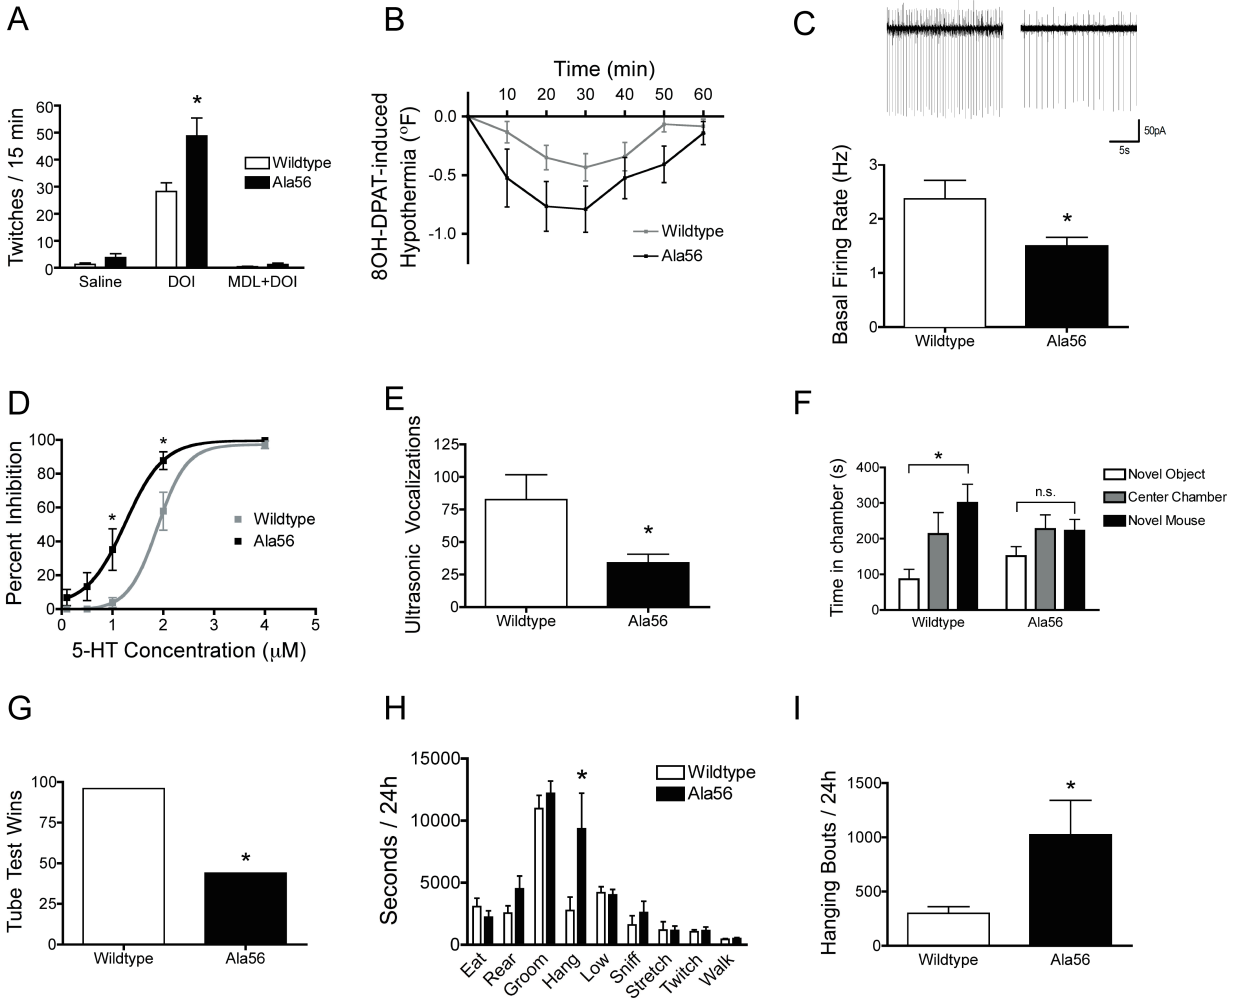 A
Twitches / 15 min
60
50
40
30
20
10
0
*
Wildtype
Ala56
Saline
DOI
MDL+DOI
B
Time (min)
10 20 30 40 50 60
8OH-DPAT-induced
Hypothermia (°F)
0.0
-0.5
-1.0
Wildtype
Ala56
C
50pA
5s
Basal Firing Rate (Hz)
3
2
1
0
*
Wildtype
Ala56
D
Percent Inhibition
100
80
60
40
20
0
*
*
Wildtype
Ala56
0 1 2 3 4 5
5-HT Concentration (μM)
E
Ultrasonic Vocalizations
125
100
75
50
25
0
*
Wildtype
Ala56
F
Time in chamber (s)
400
300
200
100
0
*
n.s.
Novel Object
Center Chamber
Novel Mouse
Wildtype
Ala56
G
Tube Test Wins
100
75
50
25
0
*
Wildtype
Ala56
H
Seconds / 24h
15000
10000
5000
0
*
Wildtype
Ala56
Eat
Rear
Groom
Hang
Low
Sniff
Stretch
Twitch
Walk
I
Hanging Bouts / 24h
1500
1000
500
0
*
Wildtype
Ala56